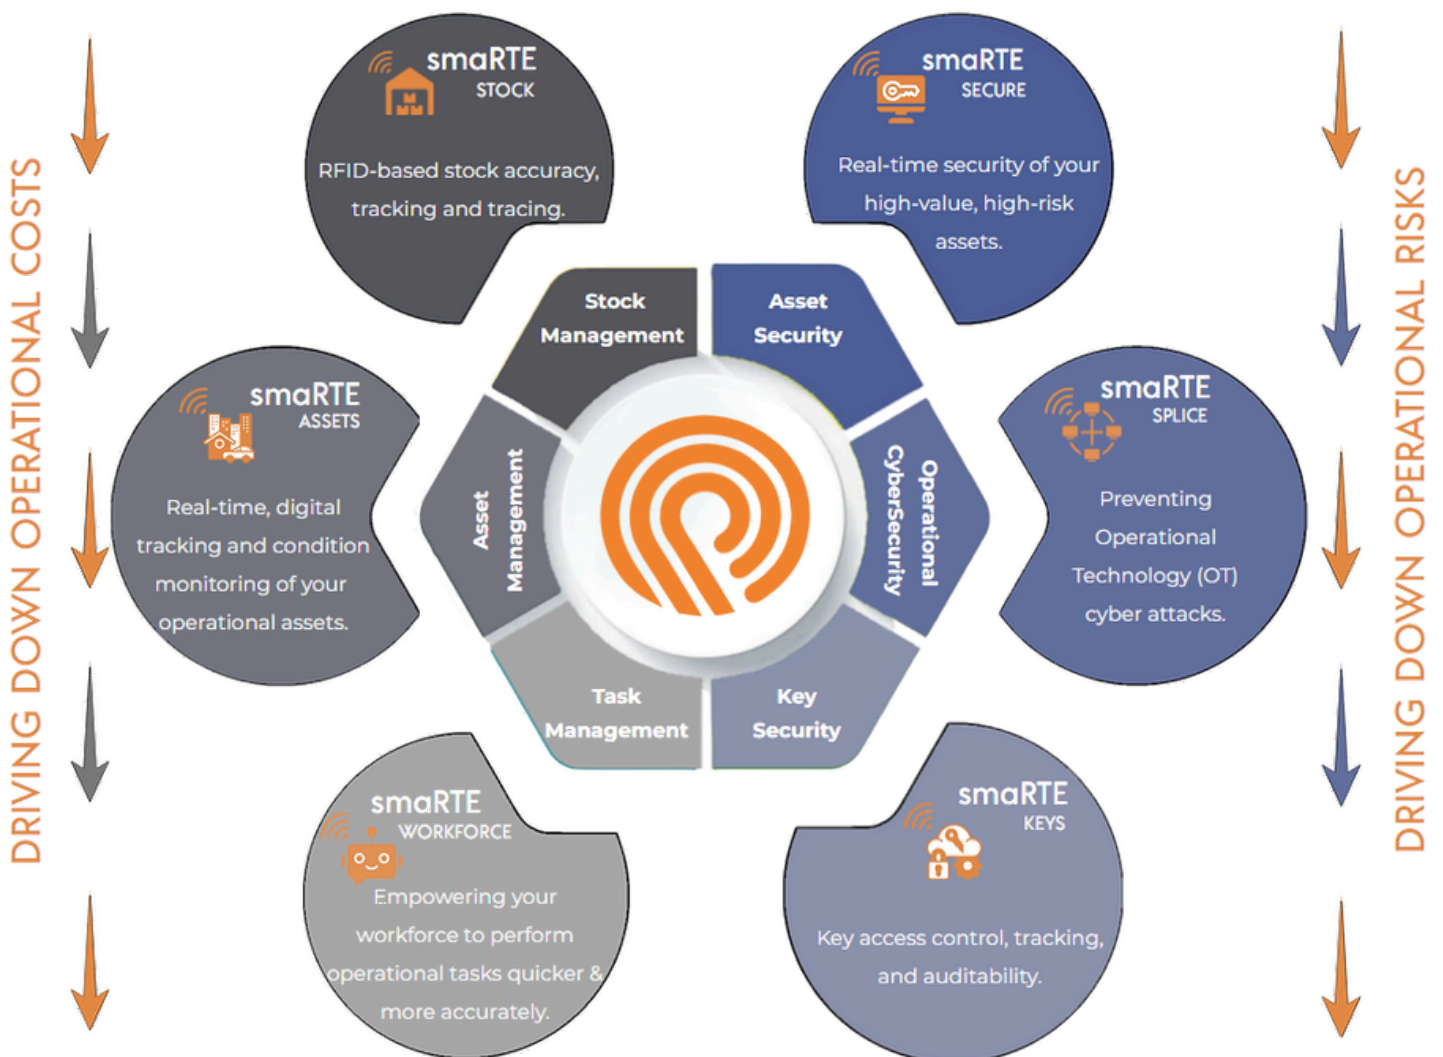 DRIVING DOWN OPERATIONAL COSTS
smaRTE
STOCK
RFID-based stock accuracy,
tracking and tracing.
smaRTE
SECURE
Real-time security of your
high-value, high-risk
assets.
smaRTE
ASSETS
Real-time, digital
tracking and condition
monitoring of your
operational assets.
Stock
Management
Asset
Security
Asset
Management
Operational
CyberSecurity
Task
Management
Key
Security
smaRTE
SPLICE
Preventing
Operational
Technology (OT)
cyber attacks.
smaRTE
WORKFORCE
Empowering your
workforce to perform
operational tasks quicker &
more accurately.
smaRTE
KEYS
Key access control, tracking,
and auditability.
DRIVING DOWN OPERATIONAL RISKS